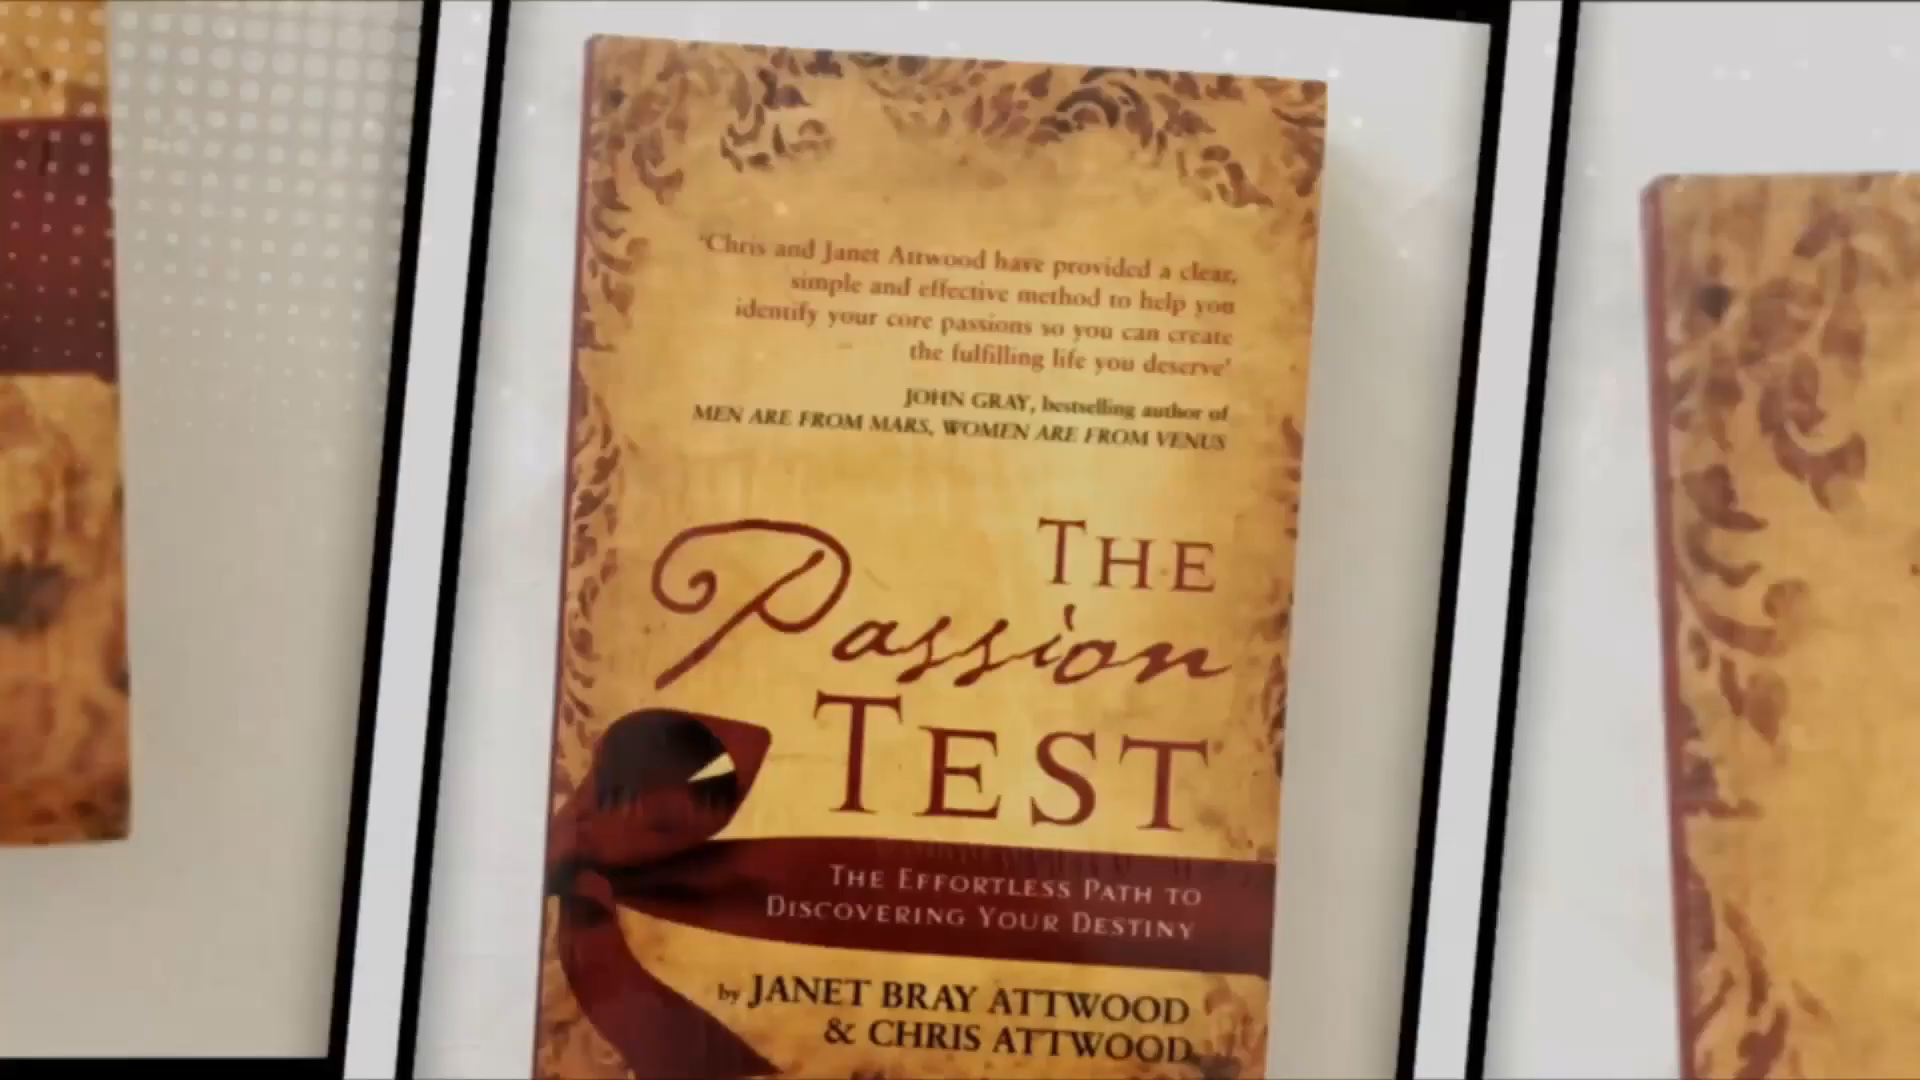 'Chris and Janet Attwood have provided a clear,
simple and effective method to help you
identify your core passions so you can create
the fulfilling life you deserve'
JOHN GRAY, bestselling author of
MEN ARE FROM MARS, WOMEN ARE FROM VENUS
THE
Passion
TEST
THE EFFORTLESS PATH TO
DISCOVERING YOUR DESTINY
by JANET BRAY ATTWOOD
& CHRIS ATTWOOD